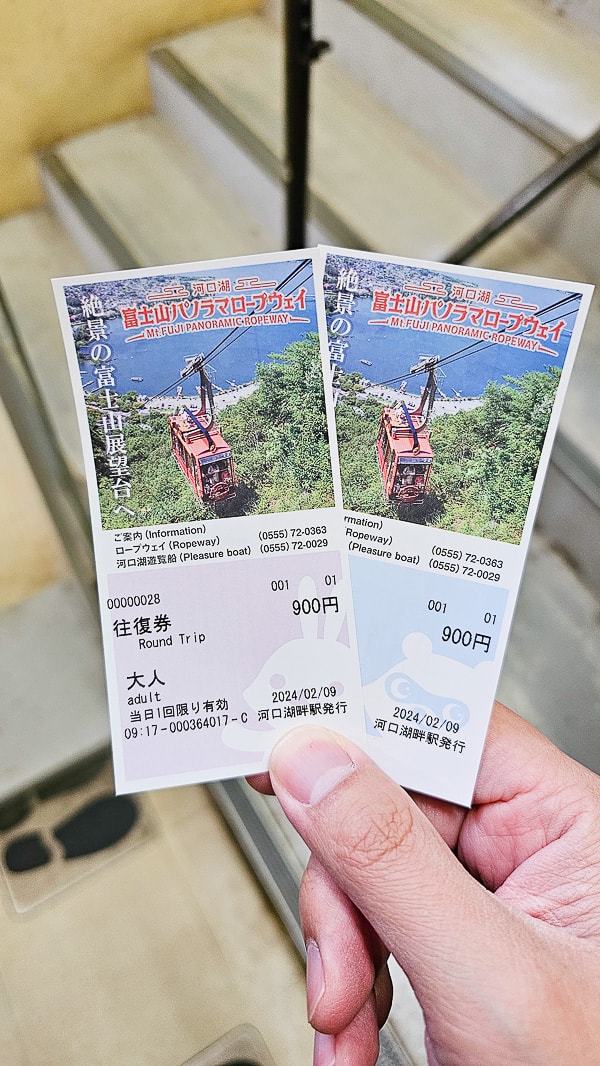 河口湖
富士山パノラマロープウェイ
Mt.FUJI PANORAMIC ROPEWAY
絶景の富士山展望台へ
ご案内 (Information)
ロープウェイ (Ropeway) (0555) 72-0363
河口湖遊覧船 (Pleasure boat) (0555) 72-0029
00000028 001 01
往復券 900円
Round Trip
大人
adult
当日1回限り有効 2024/02/09
09:17-000364017-C 河口湖畔駅発行
河口湖
富士山パノラマロープウェイ
Mt.FUJI PANORAMIC ROPEWAY
絶景の富士
rmation)
(Ropeway) (0555) 72-0363
(Pleasure boat) (0555) 72-0029
001 01
900円
2024/02/09
河口湖畔駅発行